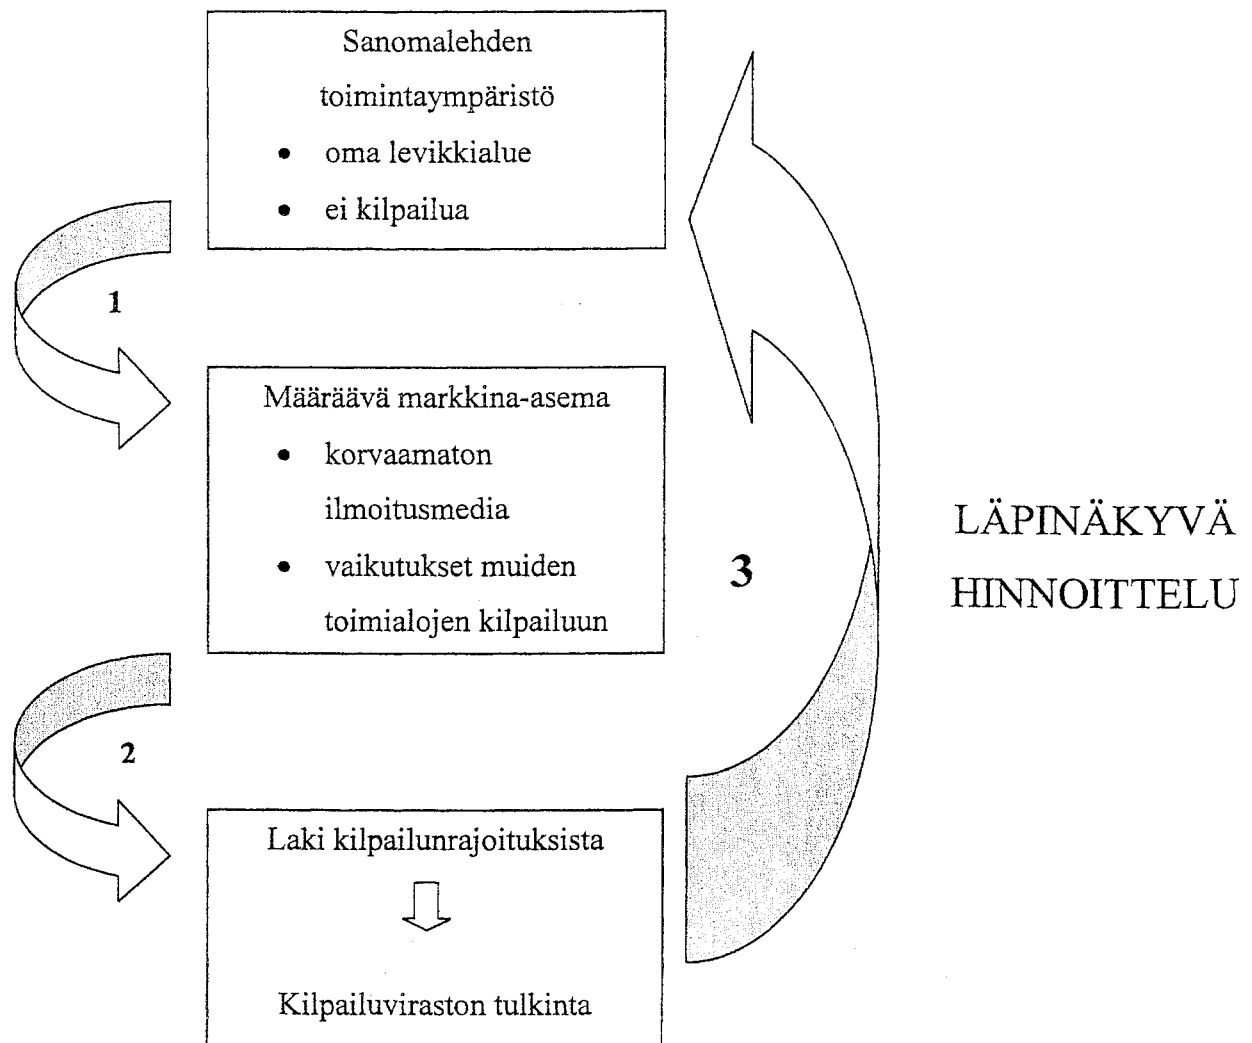 Sanomalehden
toimintaympäristö
• oma levikkialue
• ei kilpailua
1
Määräävä markkina-asema
• korvaamaton
ilmoitusmedia
• vaikutukset muiden
toimialojen kilpailuun
2
3
LÄPINÄKYVÄ
HINNOITTELU
Laki kilpailunrajoituksista
Kilpailuviraston tulkinta